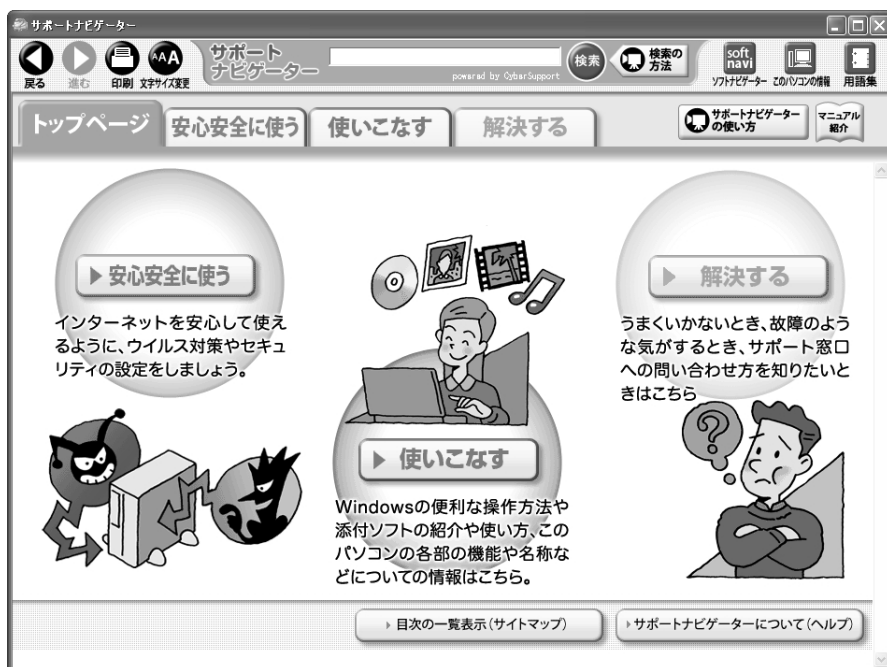 サポートナビゲーター
戻る
進む
印刷
AAA
文字サイズ変更
サポート
ナビゲーター
powered by CyberSupport
検索
検索の
方法
soft
navi
ソフトナビゲーター
このパソコンの情報
用語集
トップページ
安心安全に使う
使いこなす
解決する
サポートナビゲーター
の使い方
マニュアル
紹介
安心安全に使う
インターネットを安心して使え
るように、ウイルス対策やセキュ
リティの設定をしましょう。
使いこなす
Windowsの便利な操作方法や
添付ソフトの紹介や使い方、この
パソコンの各部の機能や名称な
どについての情報はこちら。
解決する
うまくいかないとき、故障のよう
な気がするとき、サポート窓口
への問い合わせ方を知りたいと
きはこちら
?
目次の一覧表示(サイトマップ)
サポートナビゲーターについて(ヘルプ)